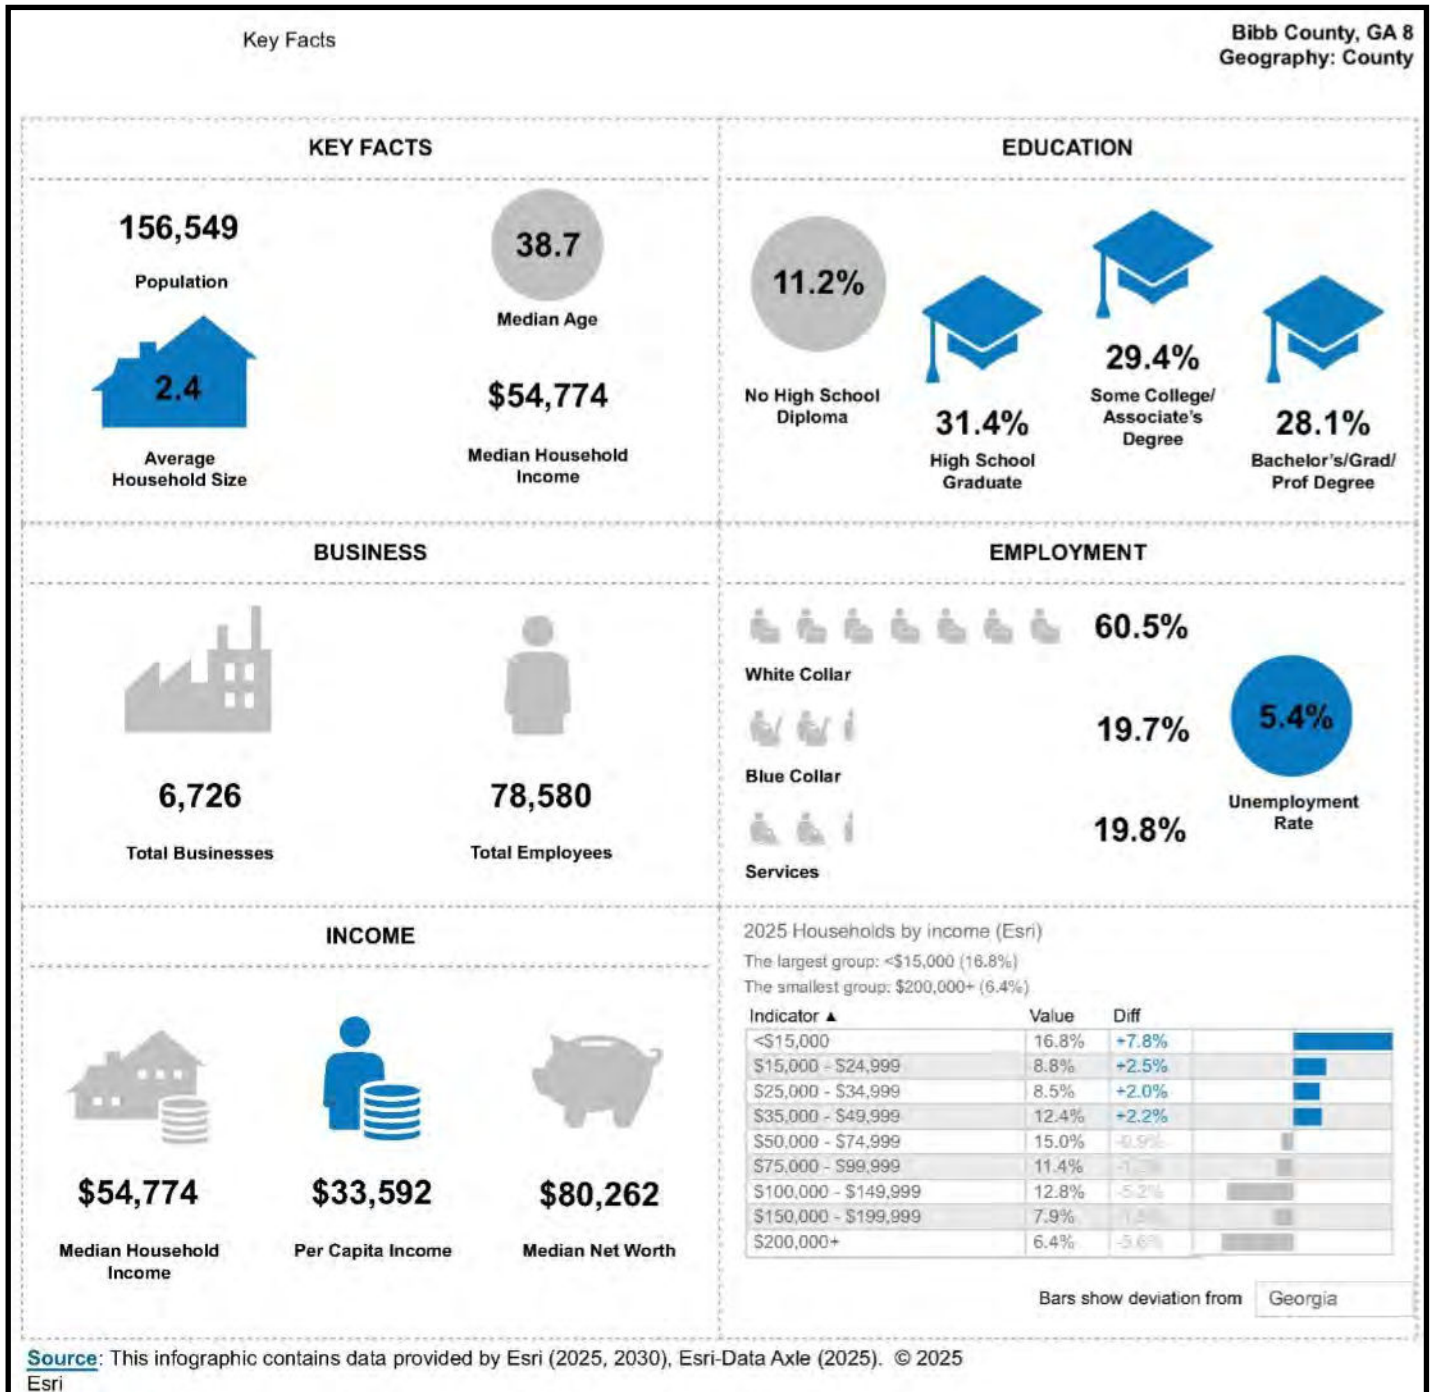 Key Facts
Bibb County, GA 8
Geography: County
KEY FACTS
156,549
Population
38.7
Median Age
2.4
Average
Household Size
$54,774
Median Household
Income
EDUCATION
11.2%
No High School
Diploma
31.4%
High School
Graduate
29.4%
Some College/
Associate's
Degree
28.1%
Bachelor's/Grad/
Prof Degree
BUSINESS
6,726
Total Businesses
78,580
Total Employees
EMPLOYMENT
60.5%
White Collar
19.7%
Blue Collar
19.8%
Services
5.4%
Unemployment
Rate
INCOME
$54,774
Median Household
Income
$33,592
Per Capita Income
$80,262
Median Net Worth
2025 Households by income (Esri)
The largest group: <$15,000 (16.8%)
The smallest group: $200,000+ (6.4%)
Indicator ▲ Value Diff
<$15,000 16.8% +7.8%
$15,000 - $24,999 8.8% +2.5%
$25,000 - $34,999 8.5% +2.0%
$35,000 - $49,999 12.4% +2.2%
$50,000 - $74,999 15.0% -0.9%
$75,000 - $99,999 11.4%
$100,000 - $149,999 12.8% -5.2%
$150,000 - $199,999 7.9%
$200,000+ 6.4% -5.6%
Bars show deviation from Georgia
Source: This infographic contains data provided by Esri (2025, 2030), Esri-Data Axle (2025). © 2025
Esri